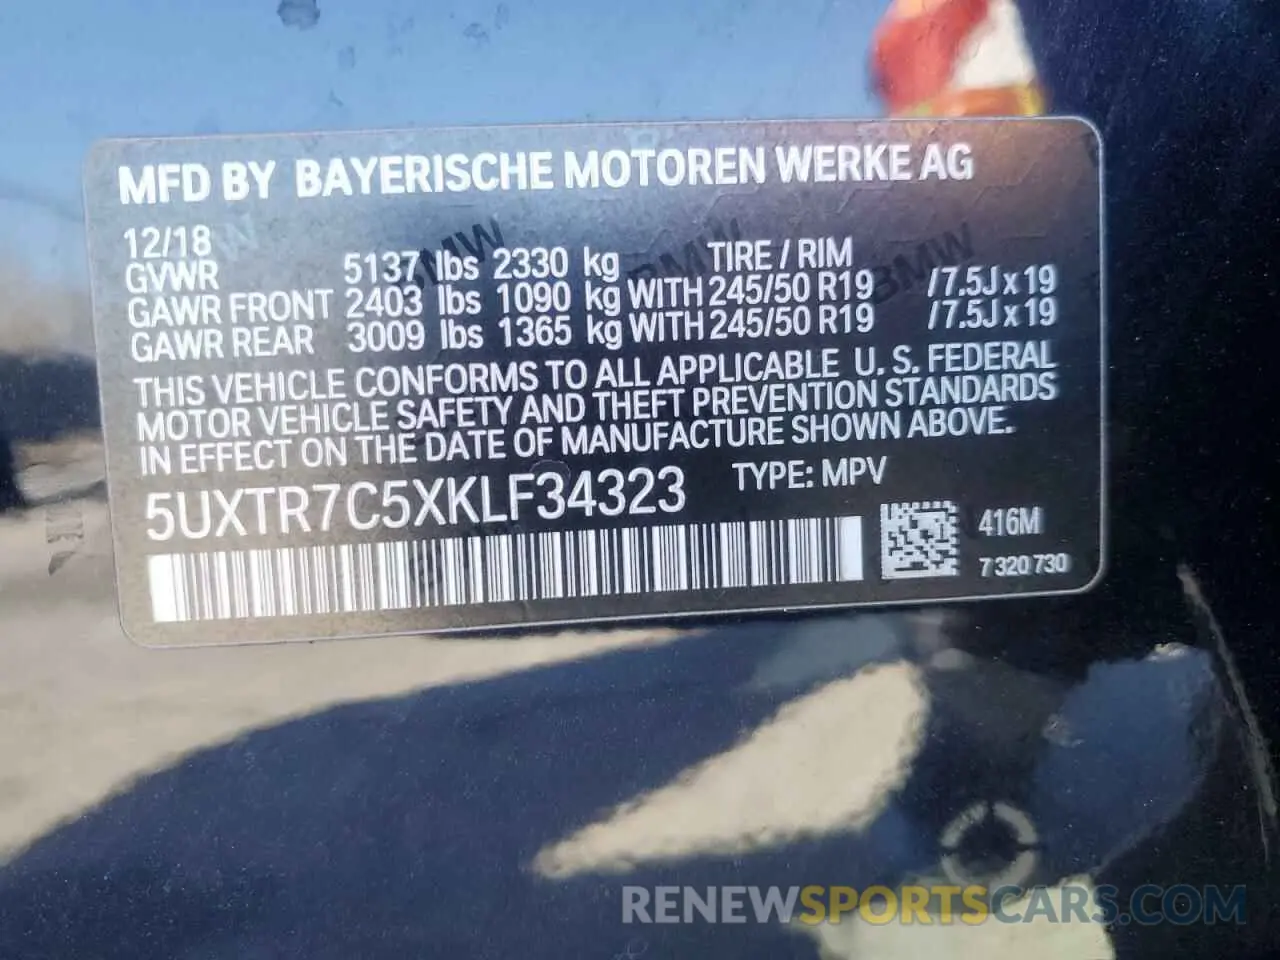 MFD BY BAYERISCHE MOTOREN WERKE AG
12/18
GVWR 5137 lbs 2330 kg TIRE / RIM
GAWR FRONT 2403 lbs 1090 kg WITH 245/50 R19 /7.5J x 19
GAWR REAR 3009 lbs 1365 kg WITH 245/50 R19 /7.5J x 19
THIS VEHICLE CONFORMS TO ALL APPLICABLE U. S. FEDERAL
MOTOR VEHICLE SAFETY AND THEFT PREVENTION STANDARDS
IN EFFECT ON THE DATE OF MANUFACTURE SHOWN ABOVE.
5UXTR7C5XKLF34323 TYPE: MPV
416M
7 320 730
RENEWSPORTSCARS.COM